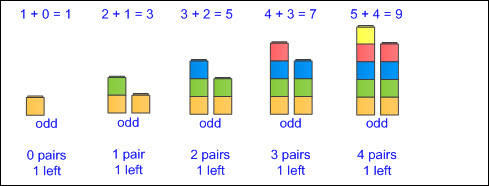 1 + 0 = 1 2 + 1 = 3 3 + 2 = 5 4 + 3 = 7 5 + 4 = 9
odd odd odd odd odd
0 pairs 1 pair 2 pairs 3 pairs 4 pairs
1 left 1 left 1 left 1 left 1 left